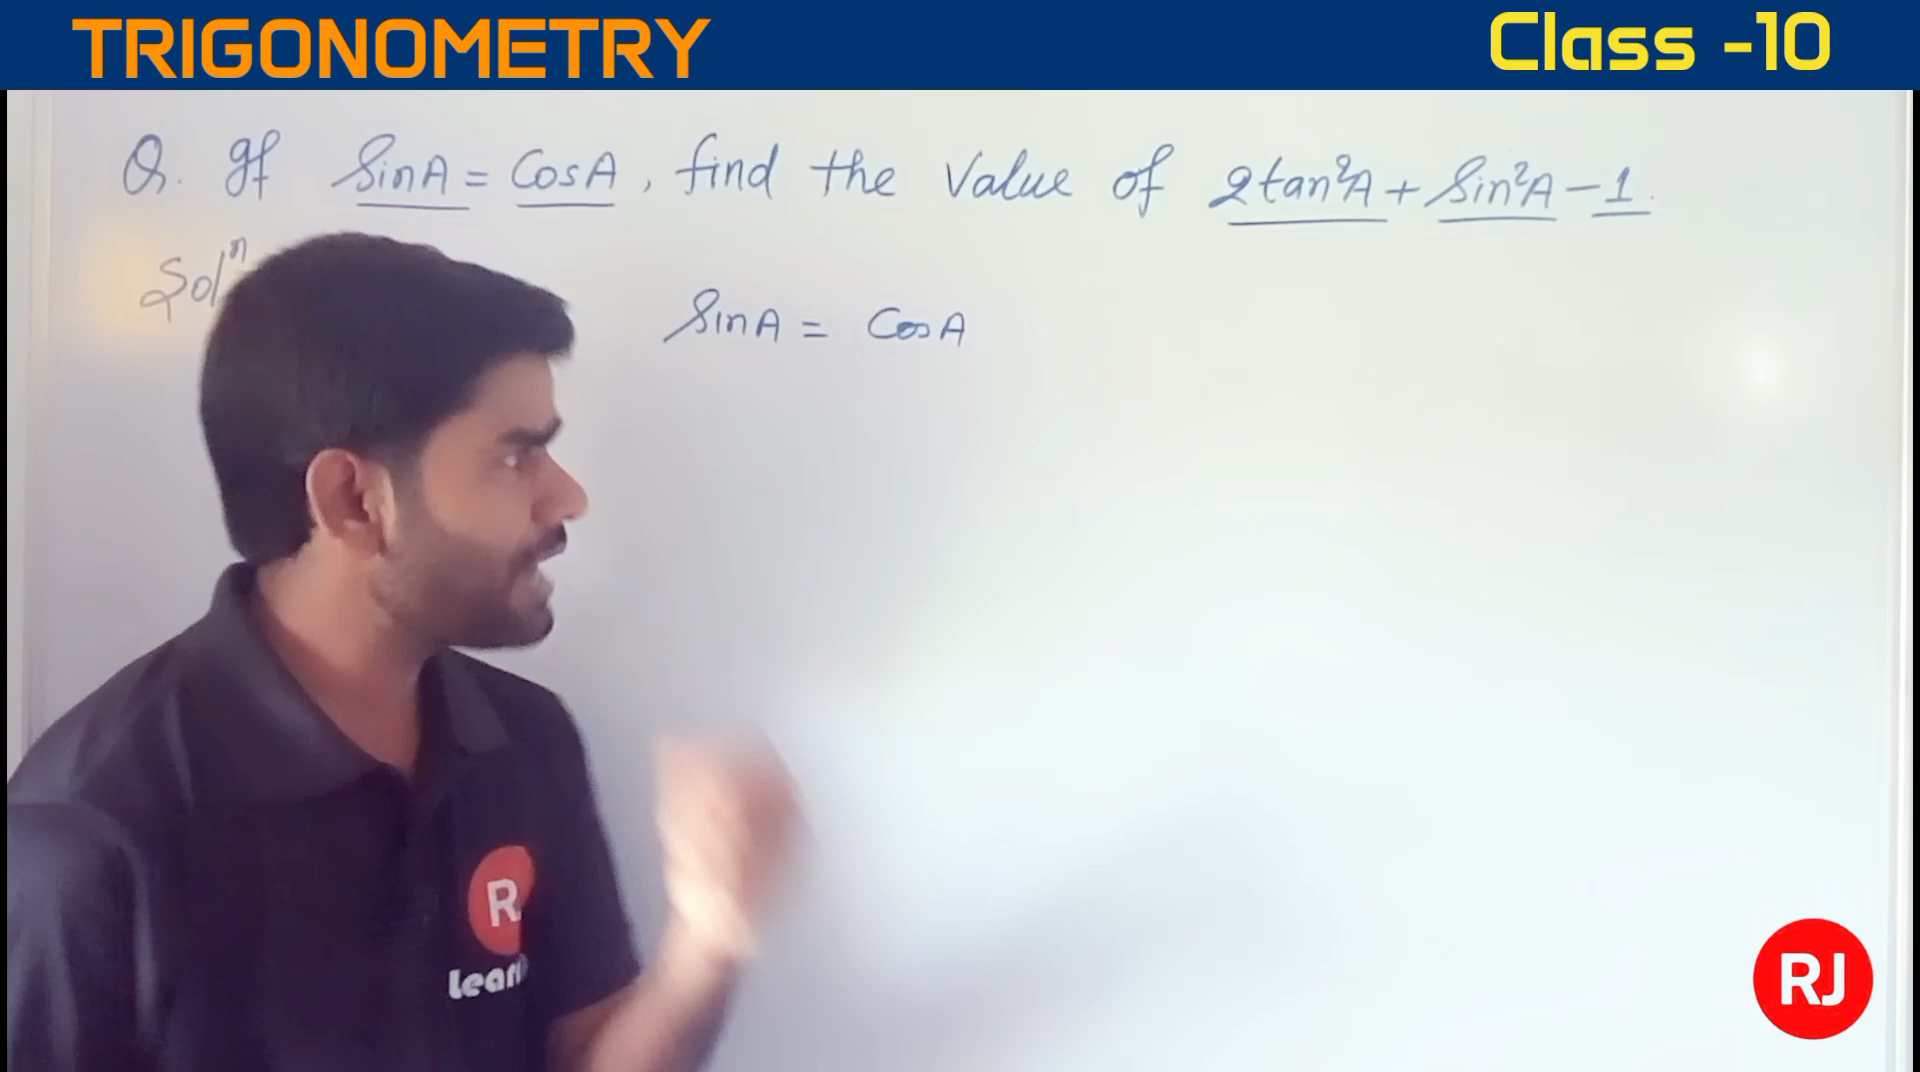 TRIGONOMETRY
Class -10
Q. If SinA = CosA, find the value of 2tan²A + Sin²A - 1.
Solⁿ
SinA = CosA
R
Lear
RJ